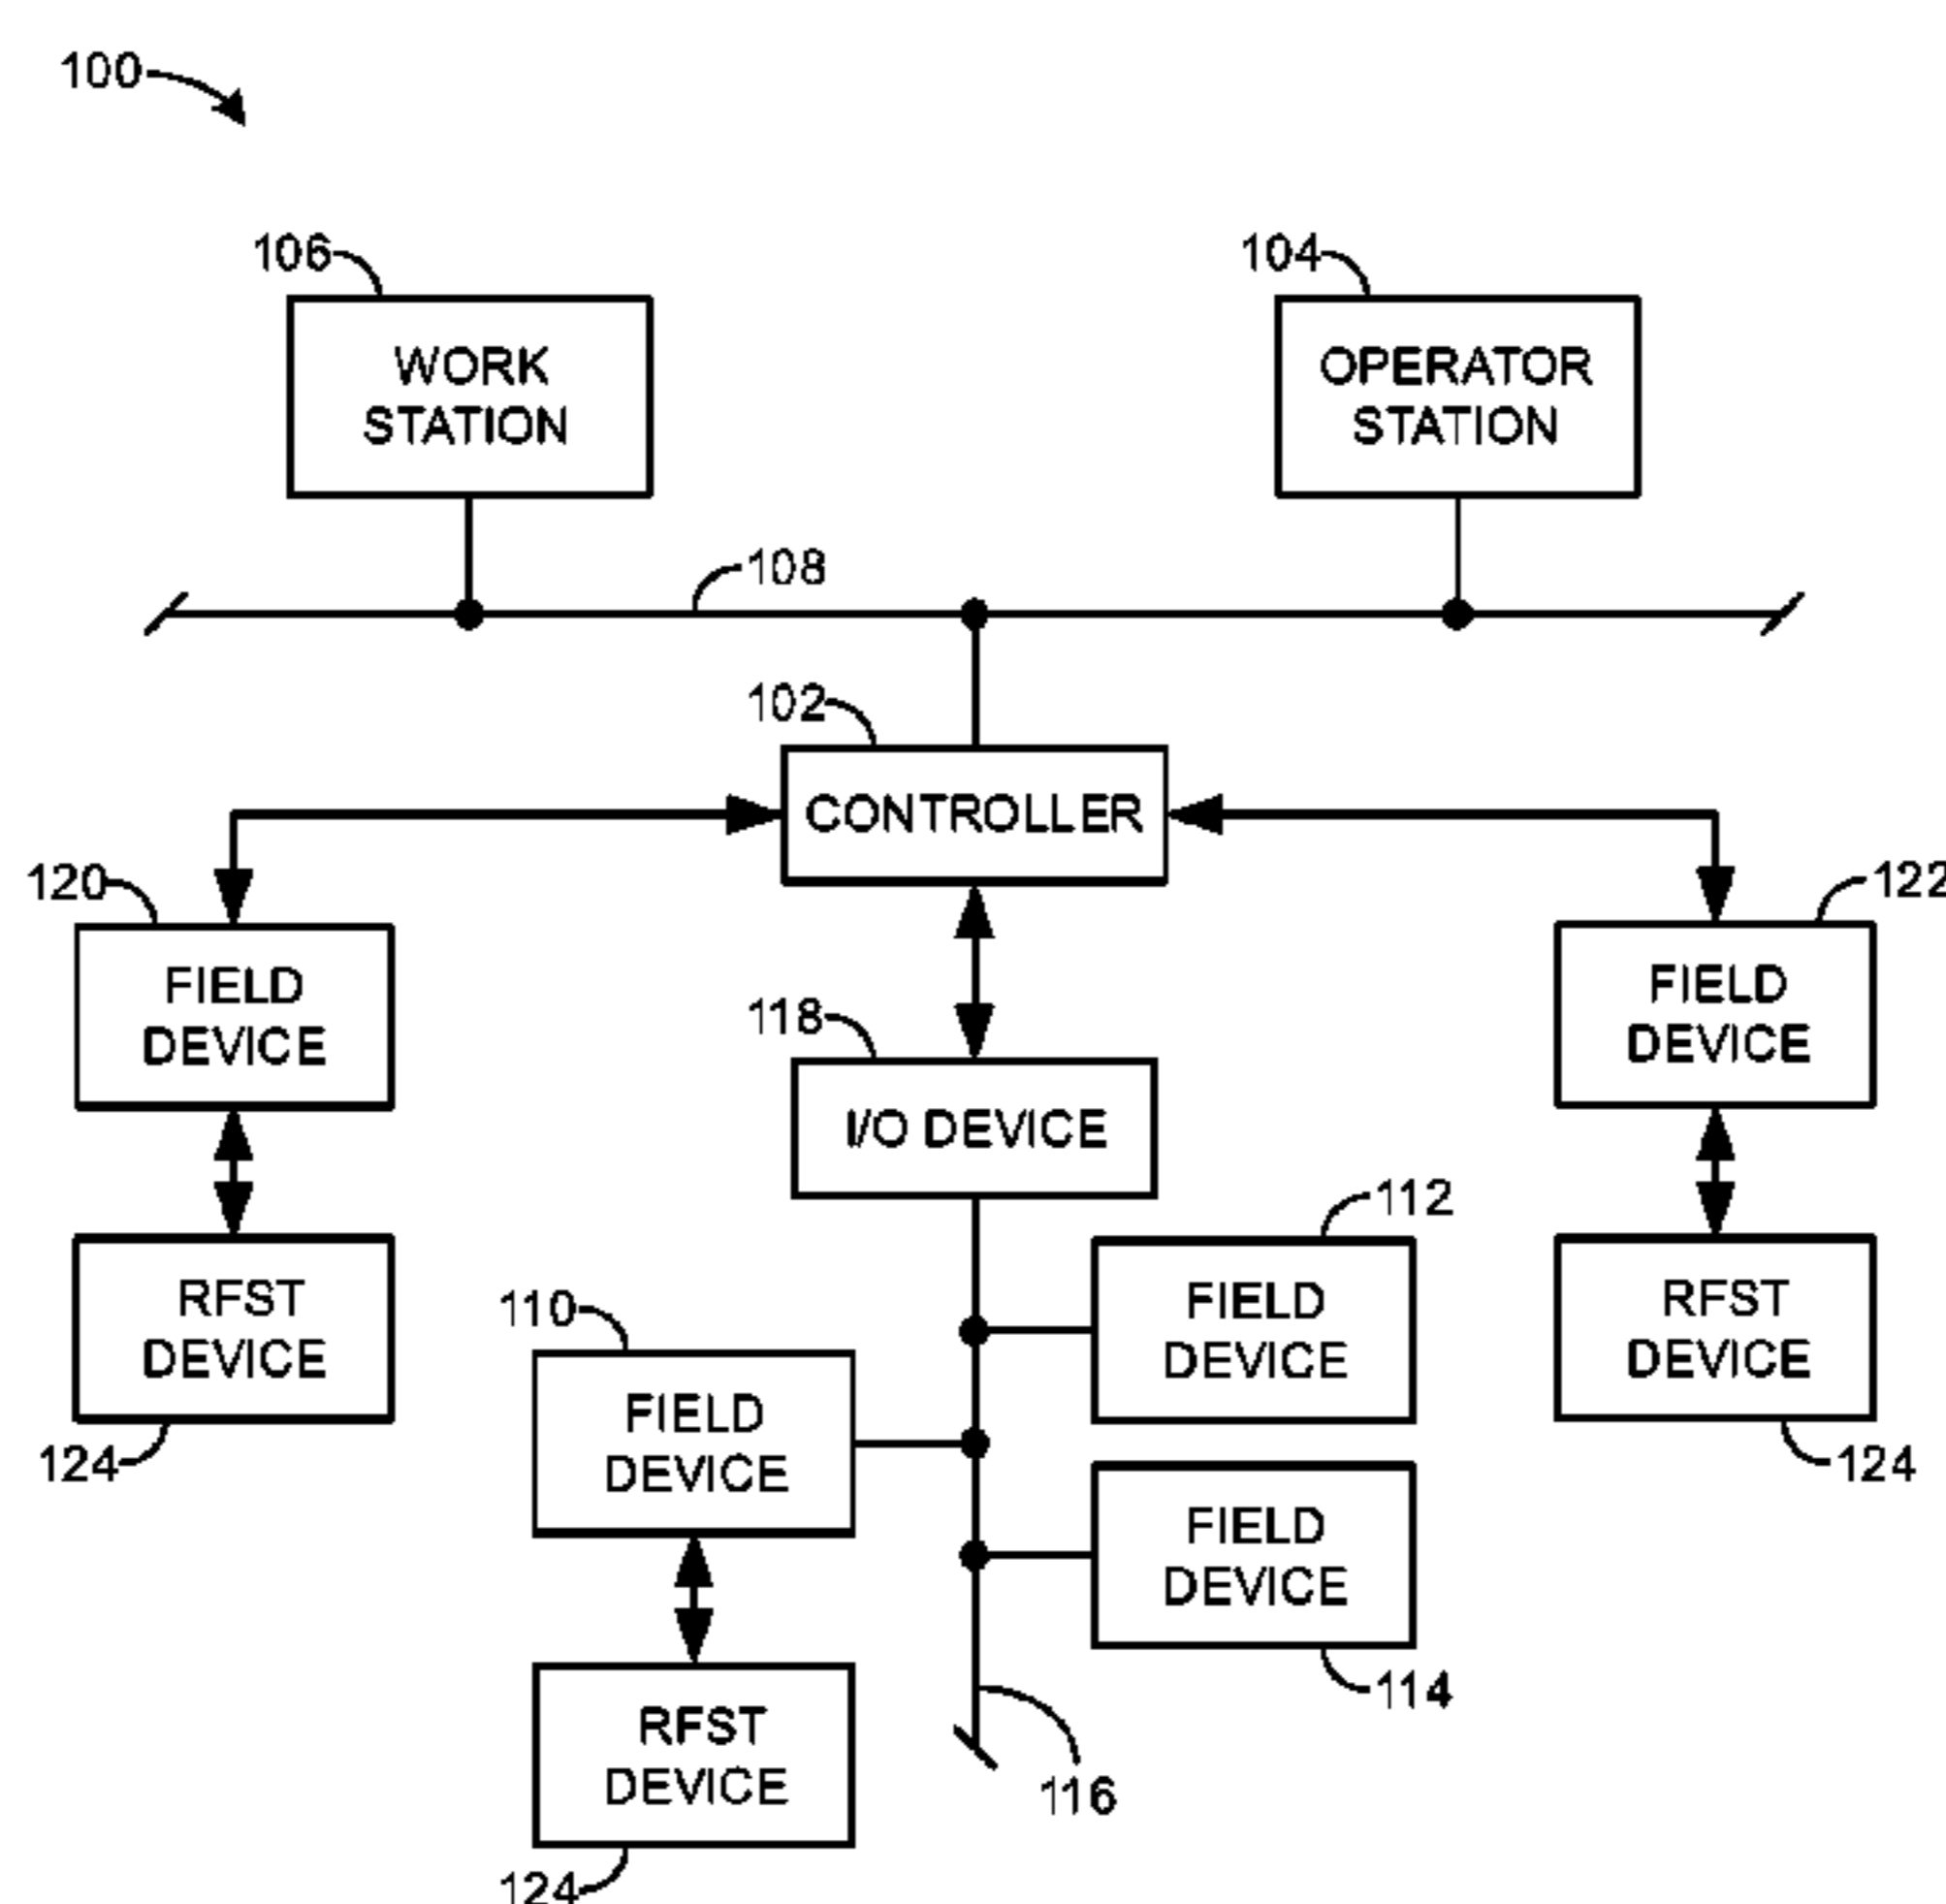 100
106
104
WORK
STATION
OPERATOR
STATION
108
102
CONTROLLER
120
122
FIELD
DEVICE
FIELD
DEVICE
118
I/O DEVICE
112
RFST
DEVICE
110
FIELD
DEVICE
RFST
DEVICE
124
FIELD
DEVICE
124
FIELD
DEVICE
114
RFST
DEVICE
116
124